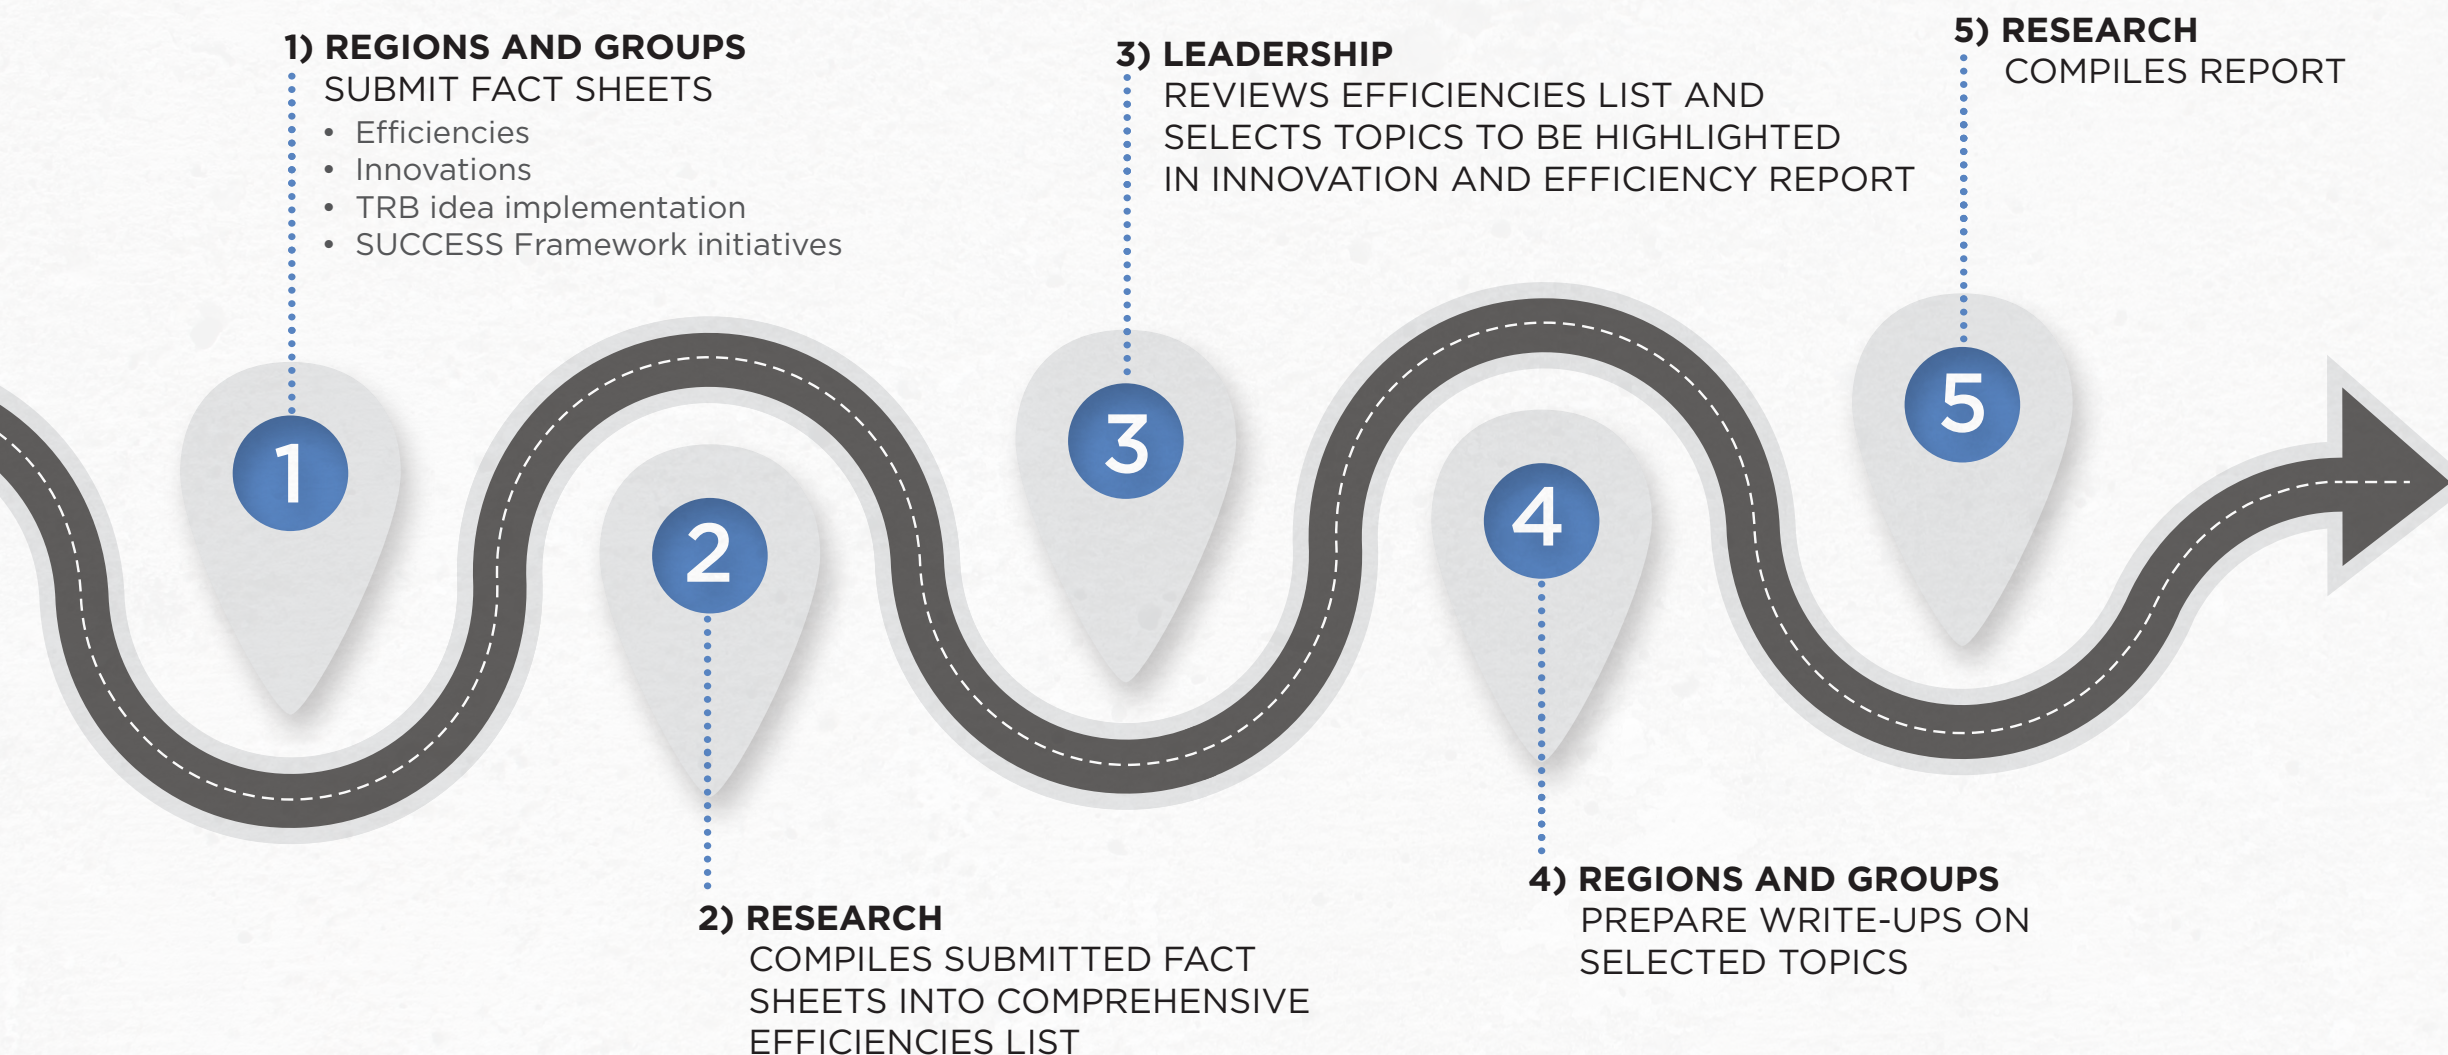 1) REGIONS AND GROUPS
SUBMIT FACT SHEETS
• Efficiencies
• Innovations
• TRB idea implementation
• SUCCESS Framework initiatives
1
2) RESEARCH
COMPILES SUBMITTED FACT
SHEETS INTO COMPREHENSIVE
EFFICIENCIES LIST
2
3) LEADERSHIP
REVIEWS EFFICIENCIES LIST AND
SELECTS TOPICS TO BE HIGHLIGHTED
IN INNOVATION AND EFFICIENCY REPORT
3
4) REGIONS AND GROUPS
PREPARE WRITE-UPS ON
SELECTED TOPICS
4
5) RESEARCH
COMPILES REPORT
5